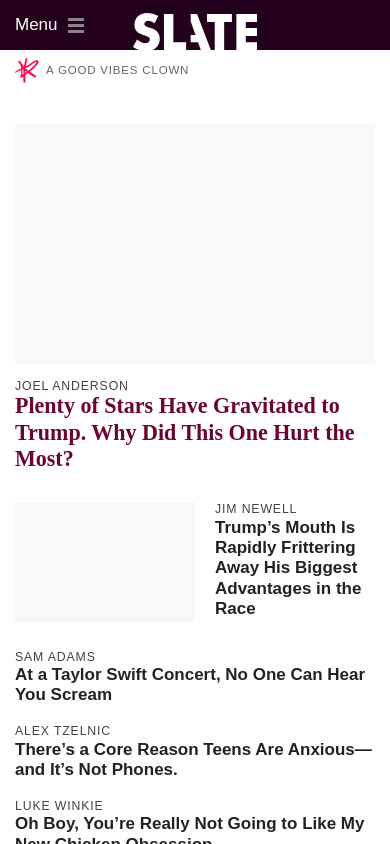 Menu
SLATE
A GOOD VIBES CLOWN
JOEL ANDERSON
Plenty of Stars Have Gravitated to
Trump. Why Did This One Hurt the
Most?
JIM NEWELL
Trump’s Mouth Is
Rapidly Frittering
Away His Biggest
Advantages in the
Race
SAM ADAMS
At a Taylor Swift Concert, No One Can Hear
You Scream
ALEX TZELNIC
There’s a Core Reason Teens Are Anxious—
and It’s Not Phones.
LUKE WINKIE
Oh Boy, You’re Really Not Going to Like My
New Chicken Obsession